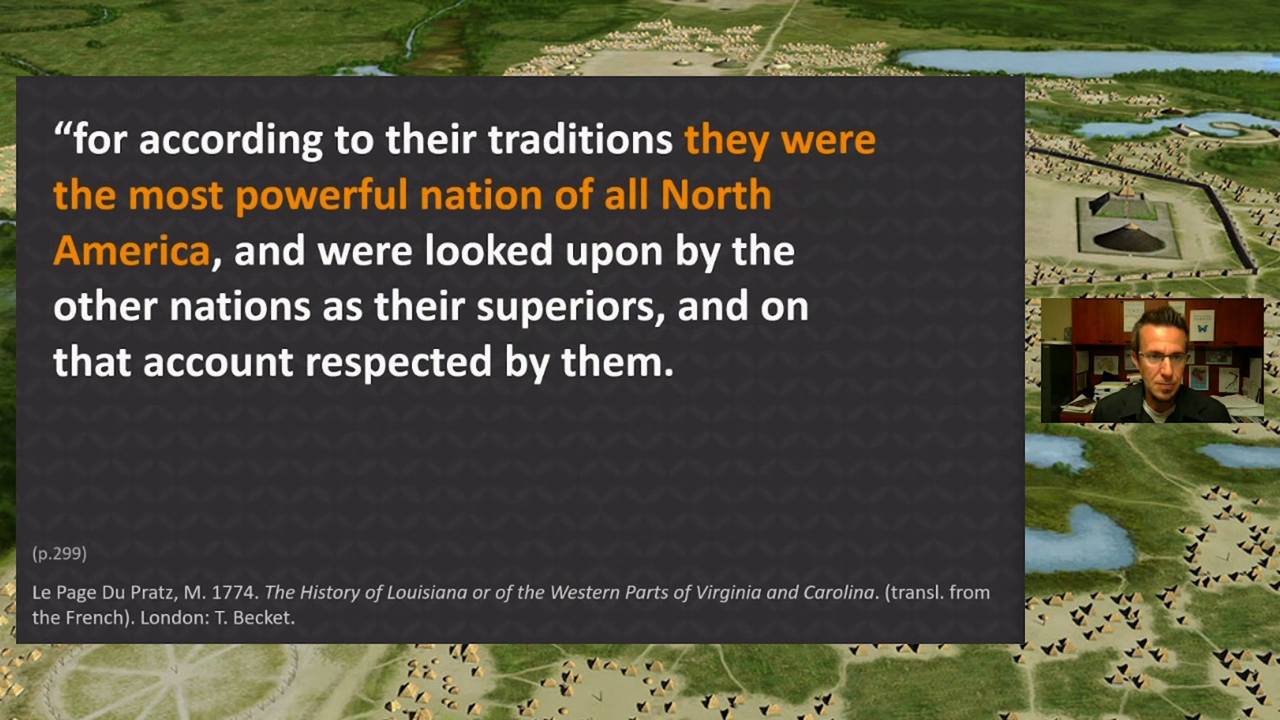 “for according to their traditions they were
the most powerful nation of all North
America, and were looked upon by the
other nations as their superiors, and on
that account respected by them.
(p.299)
Le Page Du Pratz, M. 1774. The History of Louisiana or of the Western Parts of Virginia and Carolina. (transl. from
the French). London: T. Becket.